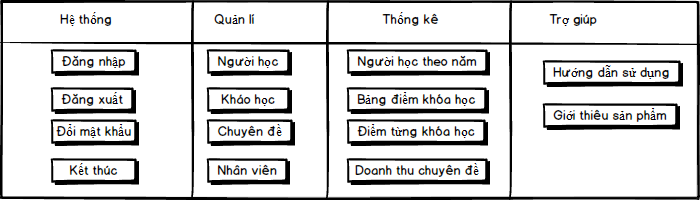 Hệ thống
Quản lí
Thống kê
Trợ giúp
Đăng nhập
Đăng xuất
Đổi mật khẩu
Kết thúc
Người học
Kháo học
Chuyên đề
Nhân viên
Người học theo năm
Bảng điểm khóa học
Điểm từng khóa học
Doanh thu chuyên đề
Hướng dẫn sử dụng
Giới thiêu sản phẩm